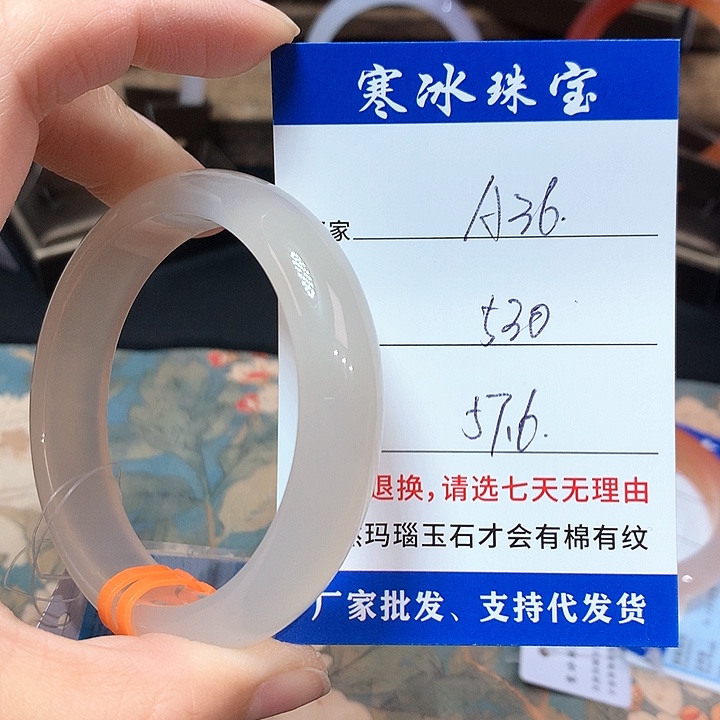 寒冰珠宝
家 A36.
530
57.6.
退换,请选七天无理由
玛瑙玉石才会有棉有纹
厂家批发、支持代发货